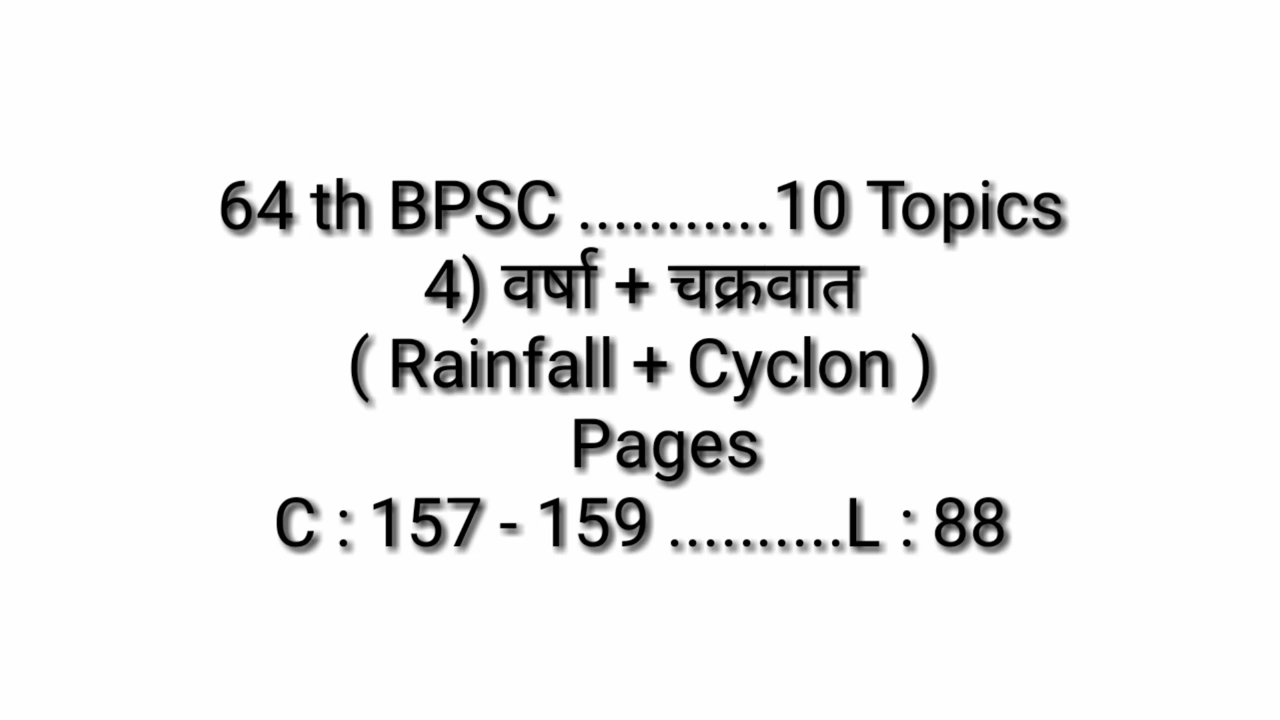 64 th BPSC ...........10 Topics
4) वर्षा + चक्रवात
( Rainfall + Cyclon )
Pages
C : 157 - 159 ..........L : 88